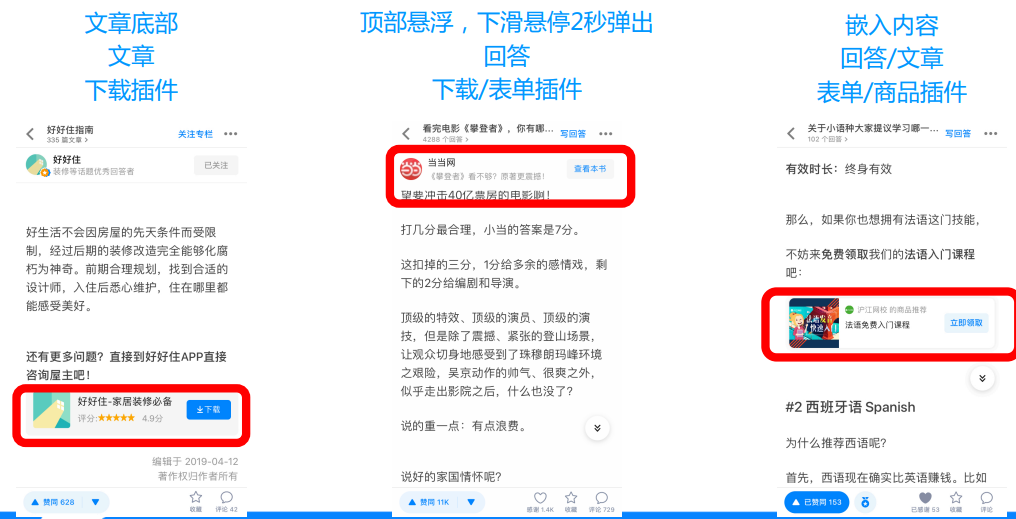 文章底部
文章
下载插件
好好住指南
335 篇文章 >
关注专栏
好好住
装修等话题优秀回答者
已关注
好生活不会因房屋的先天条件而受限
制，经过后期的装修改造完全能够化腐
朽为神奇。前期合理规划，找到合适的
设计师，入住后悉心维护，住在哪里都
能感受美好。
还有更多问题？直接到好好住APP直接
咨询屋主吧！
好好住-家居装修必备
评分:★★★★★ 4.9分
下载
编辑于 2019-04-12
著作权归作者所有
赞同 628
收藏
评论 42
顶部悬浮，下滑悬停2秒弹出
回答
下载/表单插件
看完电影《攀登者》，你有哪...
4288 个回答 >
写回答
当当网
《攀登者》看不够？原著更震撼！
查看本书
望要冲击40亿票房的电影啊！
打几分最合理，小当的答案是7分。
这扣掉的三分，1分给多余的感情戏，剩
下的2分给编剧和导演。
顶级的特效、顶级的演员、顶级的演
技，但是除了震撼、紧张的登山场景，
让观众切身地感受到了珠穆朗玛峰环境
之艰险，吴京动作的帅气、很爽之外，
似乎走出影院之后，什么也没了？
说的重一点：有点浪费。
说好的家国情怀呢？
赞同 11K
感谢 1.4K
收藏
评论 729
嵌入内容
回答/文章
表单/商品插件
关于小语种大家提议学习哪一...
102 个回答 >
写回答
有效时长：终身有效
那么，如果你也想拥有法语这门技能，
不妨来免费领取我们的法语入门课程
吧：
法语发音
快速入门
沪江网校 的商品推荐
法语免费入门课程
立即领取
#2 西班牙语 Spanish
为什么推荐西语呢？
首先，西语现在确实比英语赚钱。比如
已赞同 153
已感谢 53
收藏
评论